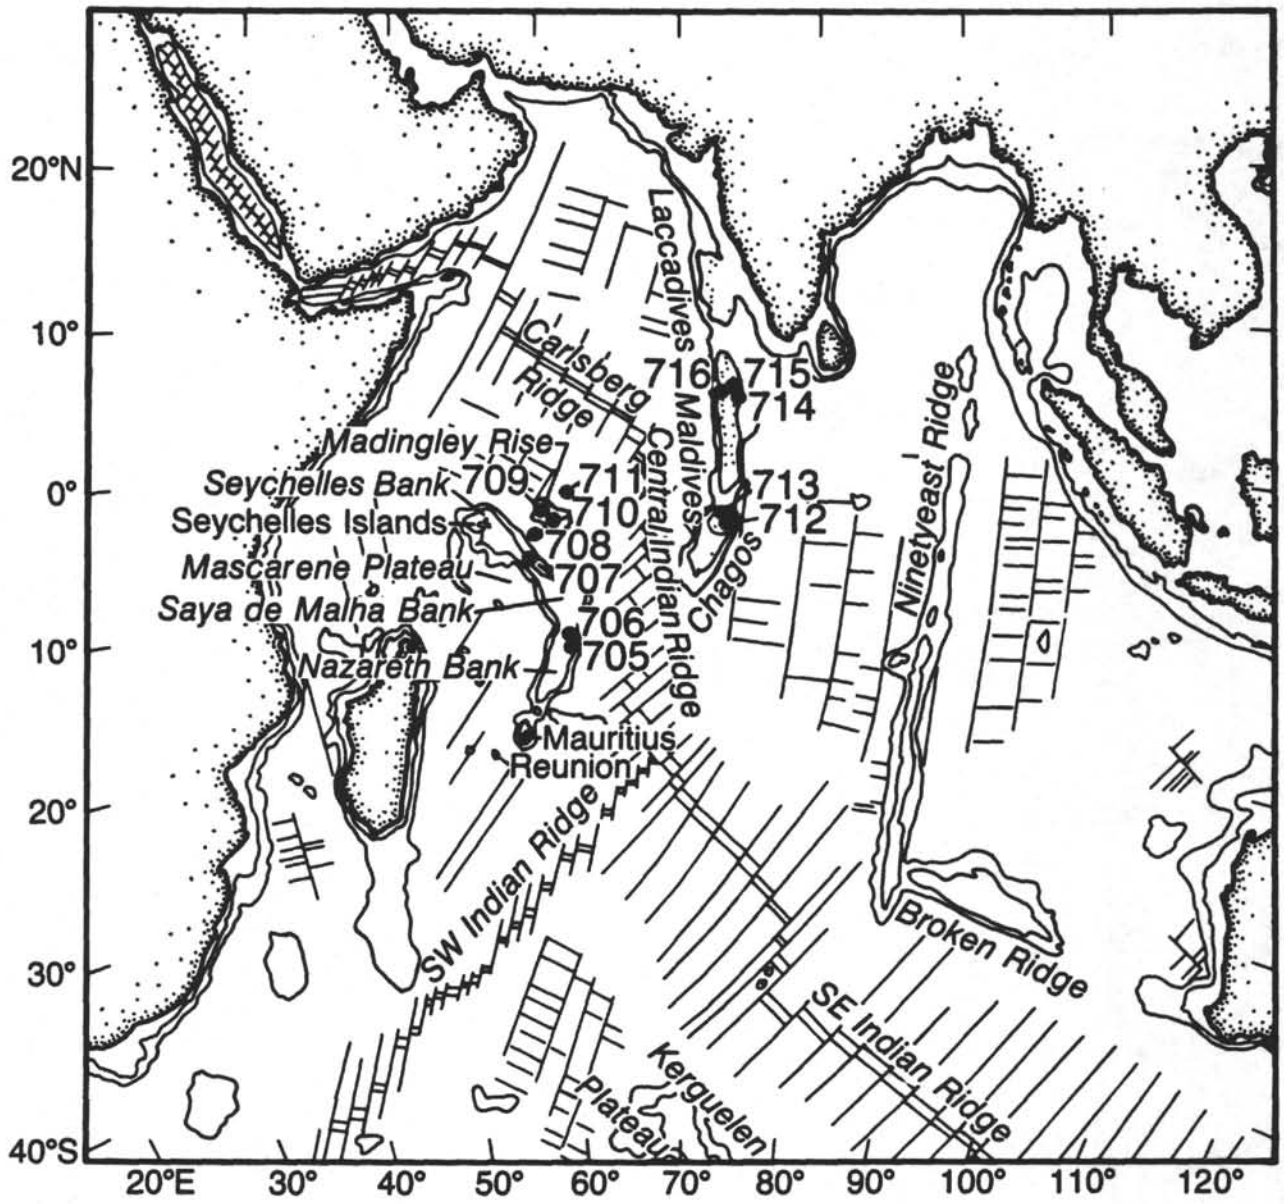 20°N
10°
0°
10°
20°
30°
40°S
Laccadives
Carlsberg
Ridge
716
715
714
Maldives
Madingley Rise
709
711
Seychelles Bank
710
Seychelles Islands
708
Mascarene Plateau
707
Saya de Malha Bank
706
705
Nazareth Bank
713
712
Chagos
Central Indian Ridge
Ninetyeast Ridge
Mauritius
Reunion
SW Indian Ridge
Broken Ridge
SE Indian Ridge
Kerguelen
Plateau
20°E
30°
40°
50°
60°
70°
80°
90°
100°
110°
120°